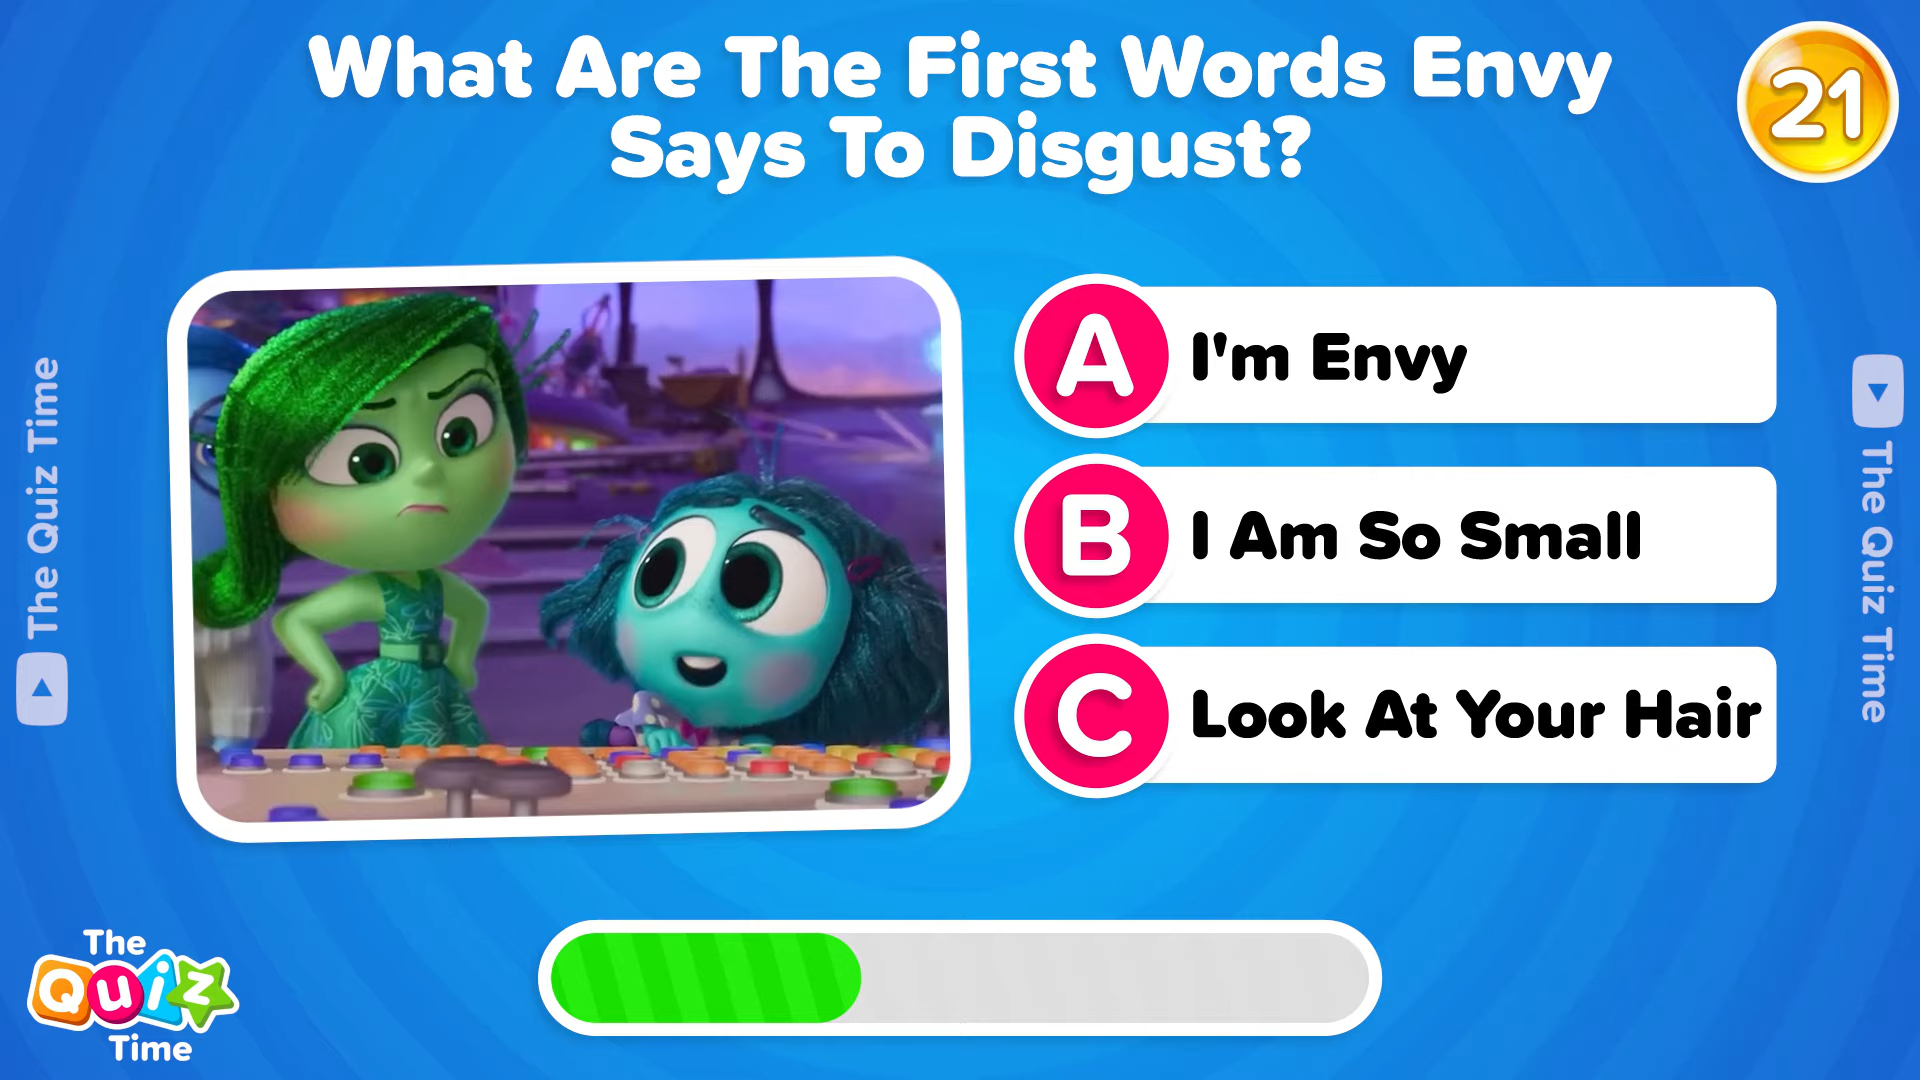 What Are The First Words Envy
Says To Disgust?
21
A
I'm Envy
B
I Am So Small
C
Look At Your Hair
The Quiz Time
The Quiz Time
The
Quiz
Time